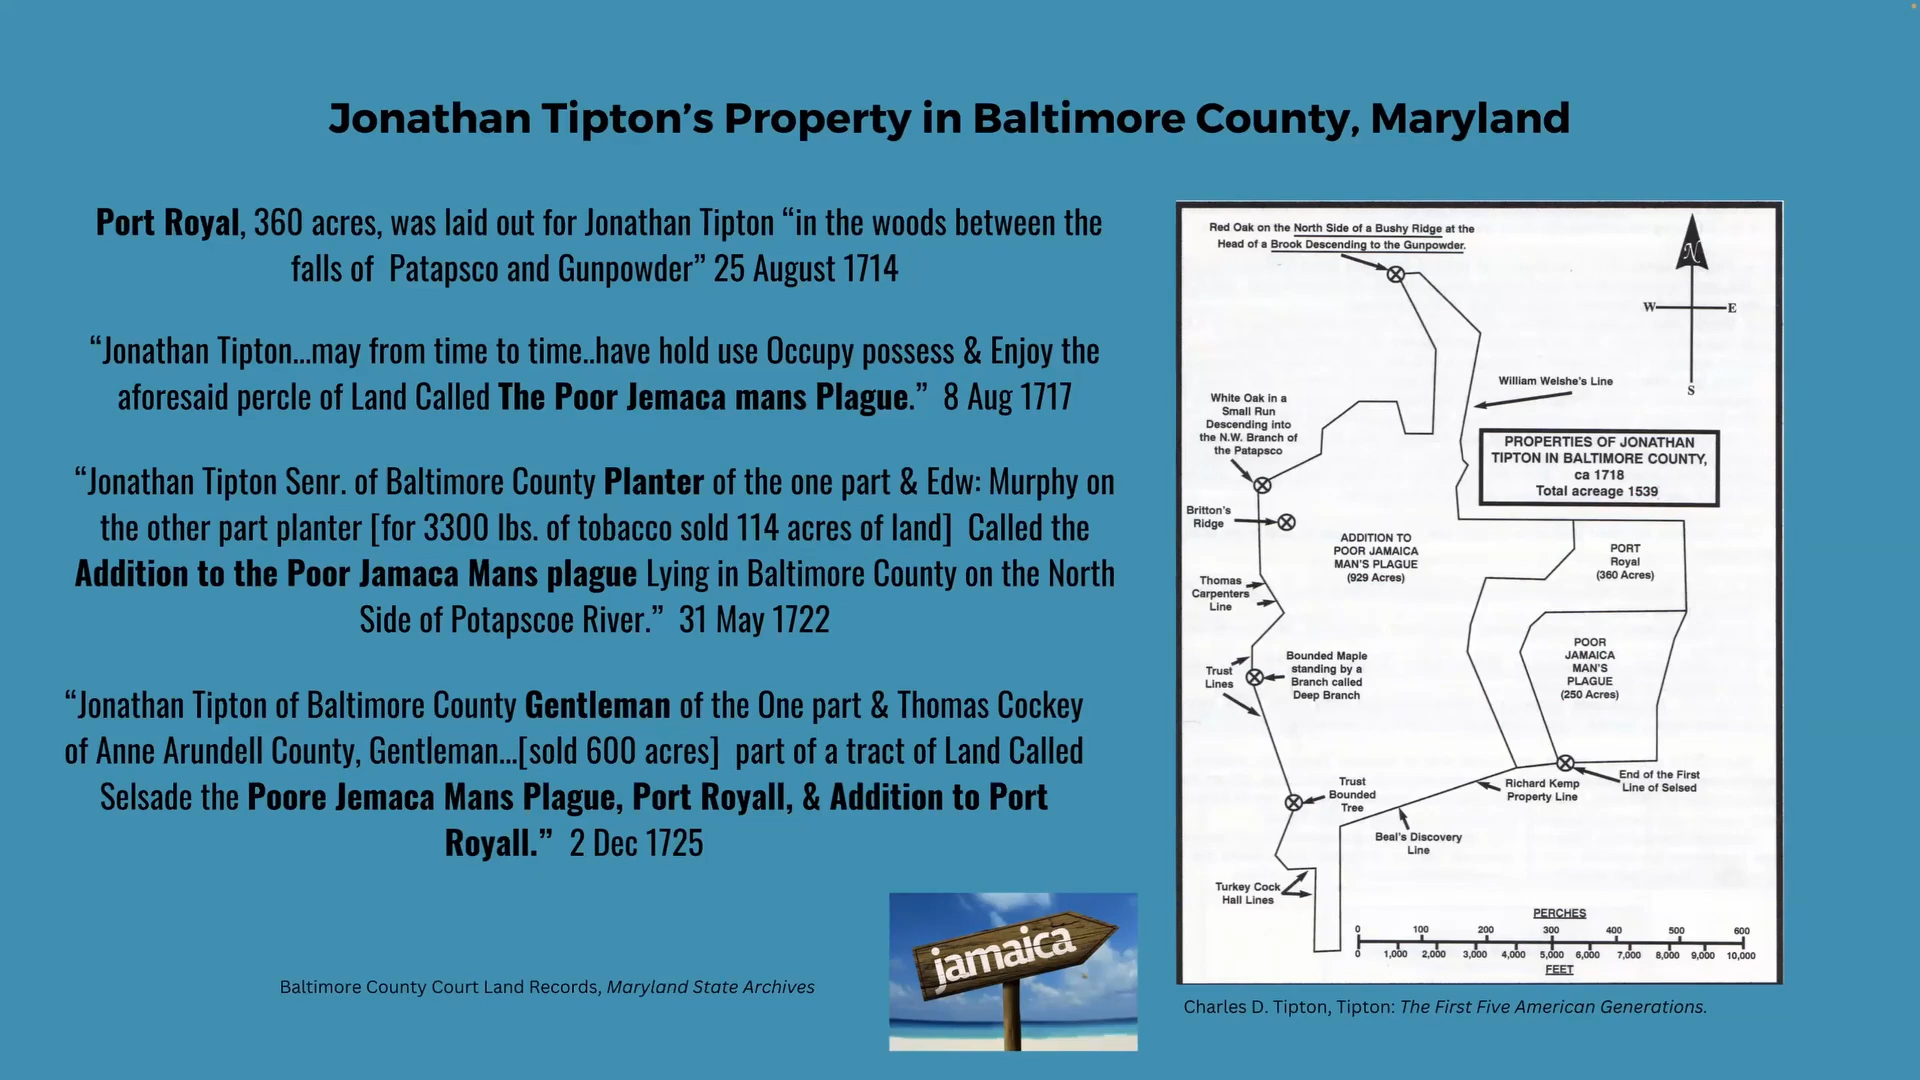 Jonathan Tipton’s Property in Baltimore County, Maryland
Port Royal, 360 acres, was laid out for Jonathan Tipton “in the woods between the
falls of Patapsco and Gunpowder” 25 August 1714
“Jonathan Tipton...may from time to time..have hold use Occupy possess & Enjoy the
aforesaid percle of Land Called The Poor Jemaca mans Plague.” 8 Aug 1717
“Jonathan Tipton Senr. of Baltimore County Planter of the one part & Edw: Murphy on
the other part planter [for 3300 lbs. of tobacco sold 114 acres of land] Called the
Addition to the Poor Jamaca Mans plague Lying in Baltimore County on the North
Side of Potapscoe River.” 31 May 1722
“Jonathan Tipton of Baltimore County Gentleman of the One part & Thomas Cockey
of Anne Arundell County, Gentleman...[sold 600 acres] part of a tract of Land Called
Selsade the Poore Jemaca Mans Plague, Port Royall, & Addition to Port
Royall.” 2 Dec 1725
Baltimore County Court Land Records, Maryland State Archives
jamaica
Red Oak on the North Side of a Bushy Ridge at the
Head of a Brook Descending to the Gunpowder.
N
W
E
S
William Welshe's Line
White Oak in a
Small Run
Descending into
the N.W. Branch of
the Patapsco
PROPERTIES OF JONATHAN
TIPTON IN BALTIMORE COUNTY,
ca 1718
Total acreage 1539
Britton's
Ridge
ADDITION TO
POOR JAMAICA
MAN'S PLAGUE
(929 Acres)
PORT
Royal
(360 Acres)
Thomas
Carpenters
Line
Trust
Lines
Bounded Maple
standing by a
Branch called
Deep Branch
POOR
JAMAICA
MAN'S
PLAGUE
(250 Acres)
Trust
Bounded
Tree
Richard Kemp
Property Line
End of the First
Line of Selsed
Beal's Discovery
Line
Turkey Cock
Hall Lines
PERCHES
0 100 200 300 400 500 600
0 1,000 2,000 3,000 4,000 5,000 6,000 7,000 8,000 9,000 10,000
FEET
Charles D. Tipton, Tipton: The First Five American Generations.